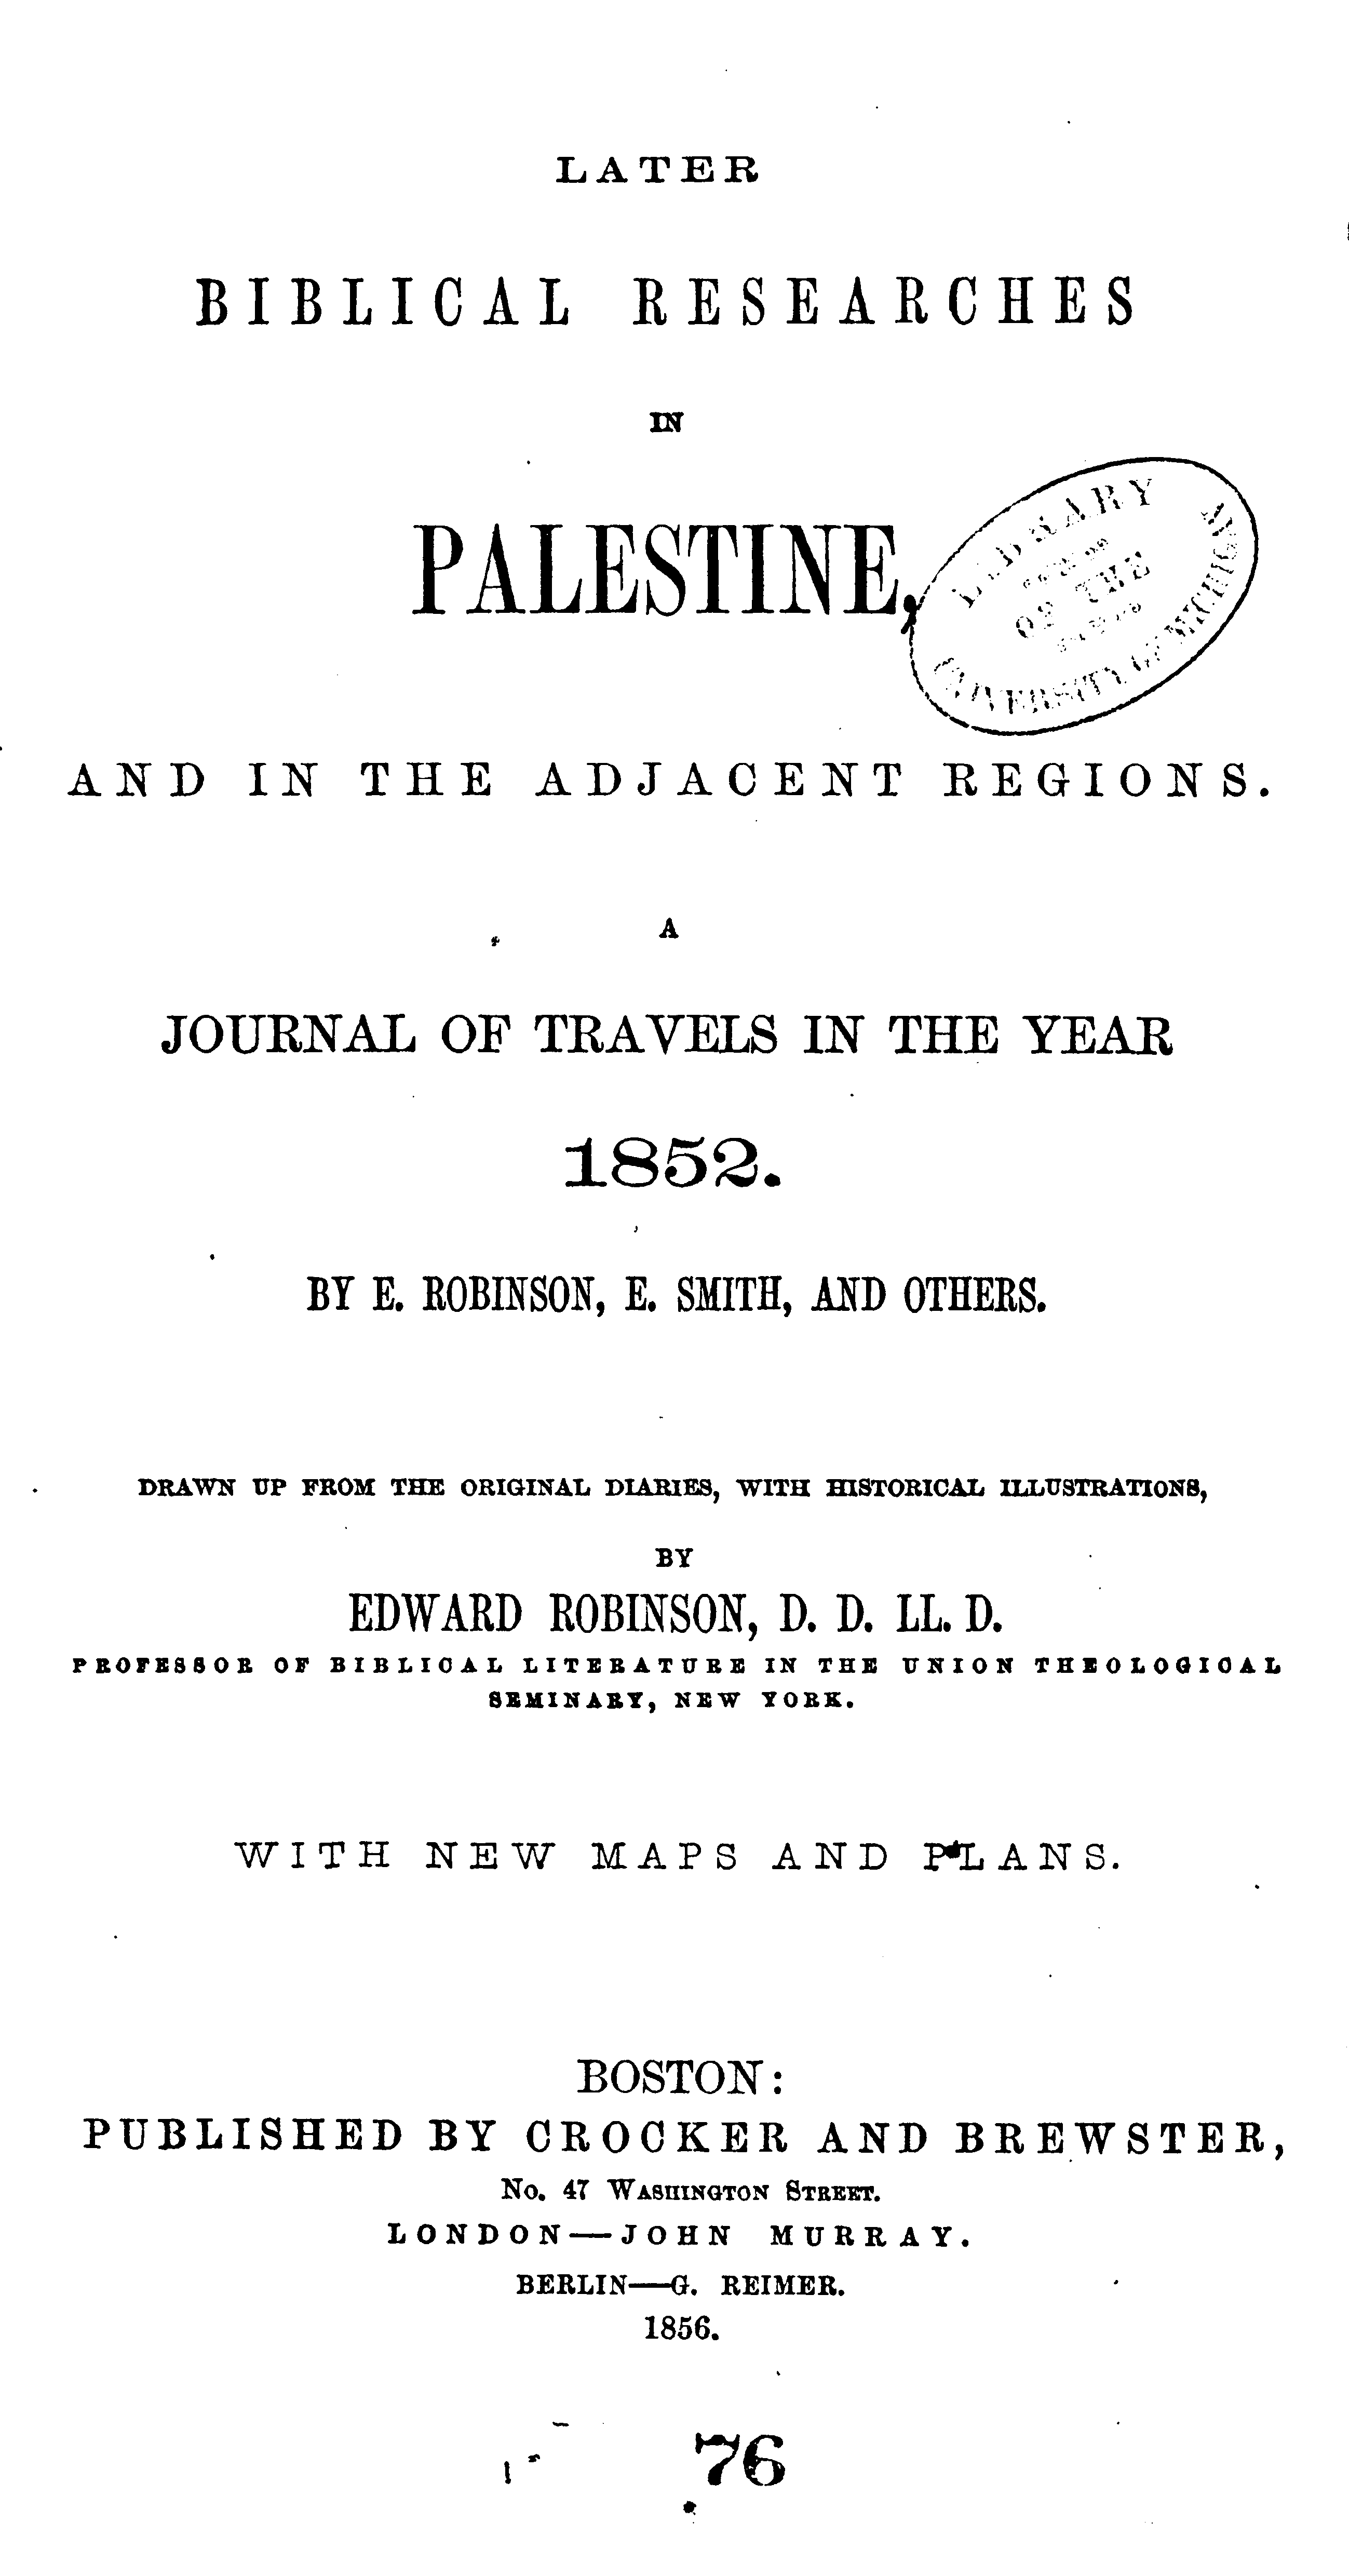 LATER
BIBLICAL RESEARCHES
IN
PALESTINE,
LIBRARY
OF THE
UNIVERSITY OF MICHIGAN
AND IN THE ADJACENT REGIONS.
A
JOURNAL OF TRAVELS IN THE YEAR
1852.
BY E. ROBINSON, E. SMITH, AND OTHERS.
DRAWN UP FROM THE ORIGINAL DIARIES, WITH HISTORICAL ILLUSTRATIONS,
BY
EDWARD ROBINSON, D. D. LL. D.
PROFESSOR OF BIBLICAL LITERATURE IN THE UNION THEOLOGICAL
SEMINARY, NEW YORK.
WITH NEW MAPS AND PLANS.
BOSTON:
PUBLISHED BY CROCKER AND BREWSTER,
No. 47 WASHINGTON STREET.
LONDON—JOHN MURRAY.
BERLIN—G. REIMER.
1856.
76